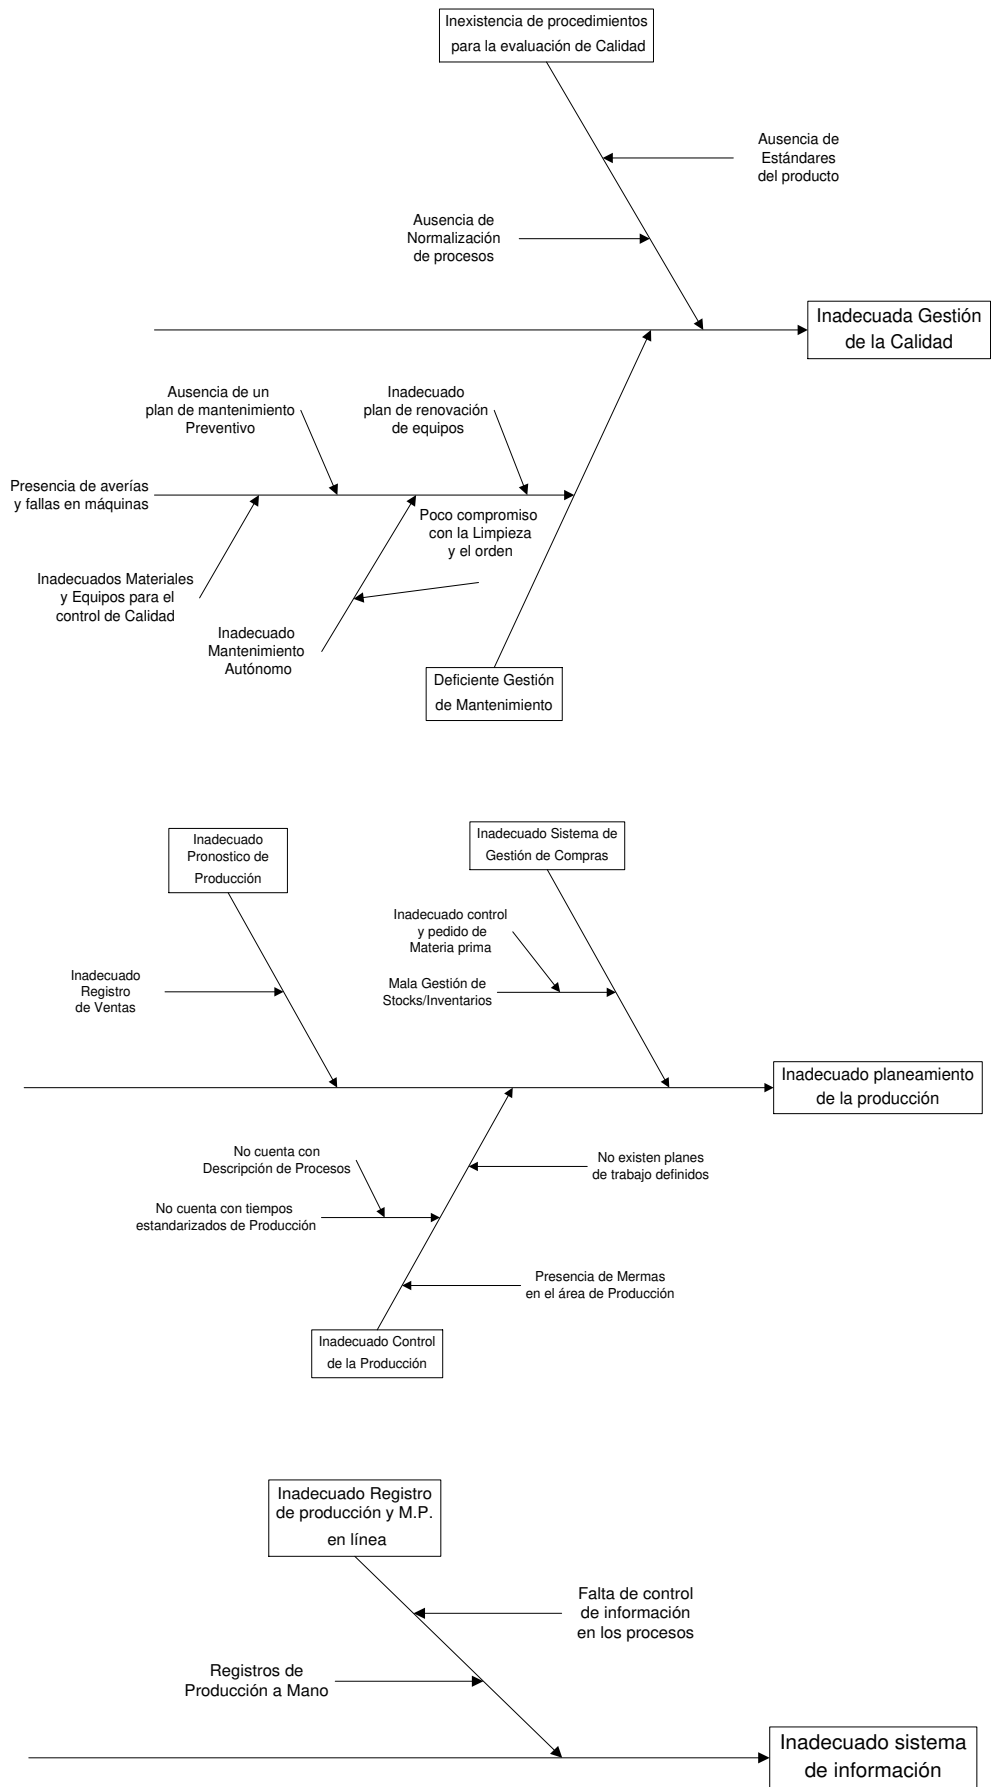 Inexistencia de procedimientos
para la evaluación de Calidad
Ausencia de
Estándares
del producto
Ausencia de
Normalización
de procesos
Inadecuada Gestión
de la Calidad
Ausencia de un
plan de mantenimiento
Preventivo
Inadecuado
plan de renovación
de equipos
Presencia de averías
y fallas en máquinas
Poco compromiso
con la Limpieza
y el orden
Inadecuados Materiales
y Equipos para el
control de Calidad
Inadecuado
Mantenimiento
Autónomo
Deficiente Gestión
de Mantenimiento
Inadecuado
Pronostico de
Producción
Inadecuado Sistema de
Gestión de Compras
Inadecuado control
y pedido de
Materia prima
Inadecuado
Registro
de Ventas
Mala Gestión de
Stocks/Inventarios
Inadecuado planeamiento
de la producción
No cuenta con
Descripción de Procesos
No existen planes
de trabajo definidos
No cuenta con tiempos
estandarizados de Producción
Presencia de Mermas
en el área de Producción
Inadecuado Control
de la Producción
Inadecuado Registro
de producción y M.P.
en línea
Falta de control
de información
en los procesos
Registros de
Producción a Mano
Inadecuado sistema
de información